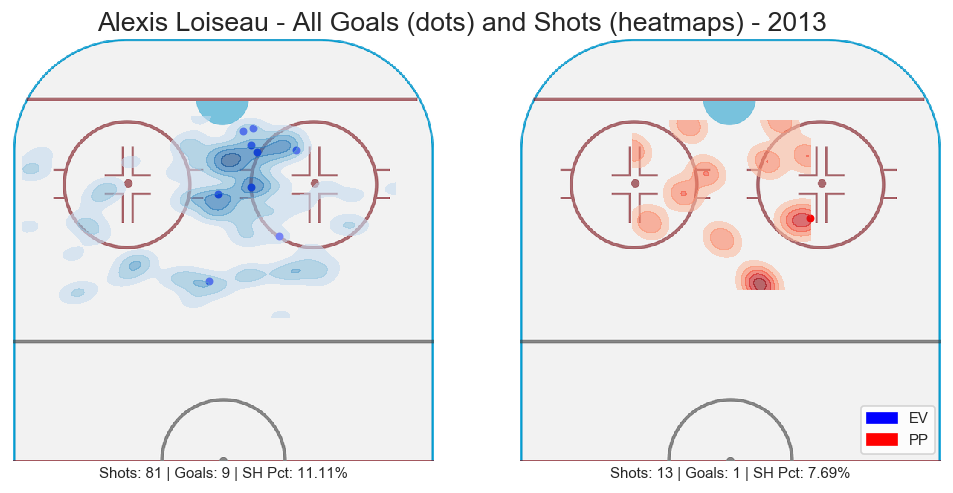 Alexis Loiseau - All Goals (dots) and Shots (heatmaps) - 2013
EV
PP
Shots: 81 | Goals: 9 | SH Pct: 11.11%
Shots: 13 | Goals: 1 | SH Pct: 7.69%